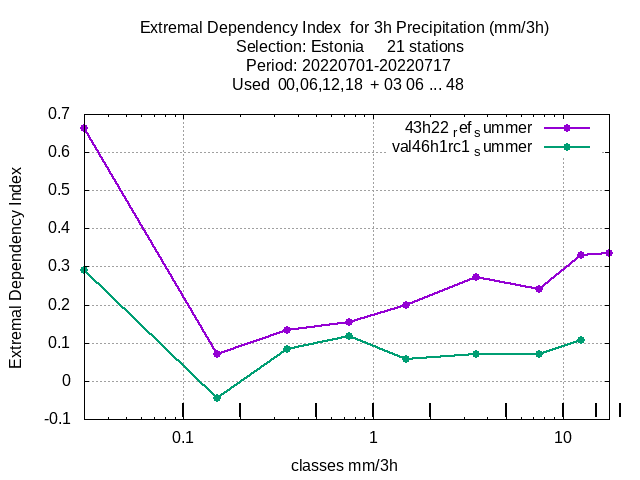 Extremal Dependency Index  for 3h Precipitation (mm/3h)
Selection: Estonia     21 stations
Period: 20220701-20220717
Used  00,06,12,18  + 03 06 ... 48
43h22 ref summer
val46h1rc1 summer
Extremal Dependency Index
0.7
0.6
0.5
0.4
0.3
0.2
0.1
0
-0.1
0.1
1
10
classes mm/3h